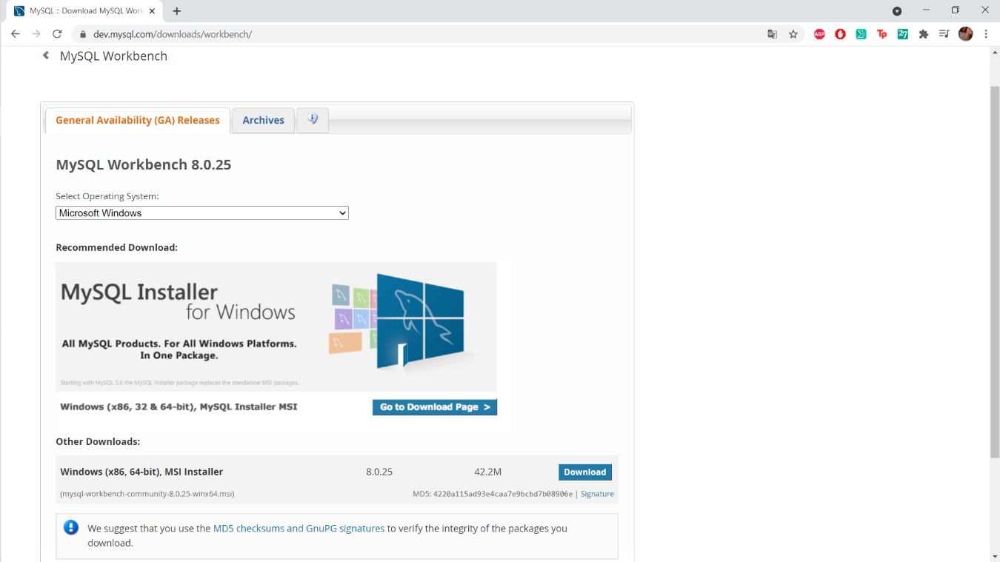 MySQL :: Download MySQL Work
dev.mysql.com/downloads/workbench/
ABP
Tp
27
MySQL Workbench
General Availability (GA) Releases
Archives
i
MySQL Workbench 8.0.25
Select Operating System:
Microsoft Windows
Recommended Download:
MySQL Installer
for Windows
All MySQL Products. For All Windows Platforms.
In One Package.
Starting with MySQL 5.6 the MySQL Installer package replaces the standalone MSI packages.
Windows (x86, 32 & 64-bit), MySQL Installer MSI
Go to Download Page >
Other Downloads:
Windows (x86, 64-bit), MSI Installer 8.0.25 42.2M Download
(mysql-workbench-community-8.0.25-winx64.msi) MD5: 4220a115ad93e4caa7e9bcbd7b08906e | Signature
We suggest that you use the MD5 checksums and GnuPG signatures to verify the integrity of the packages you
download.